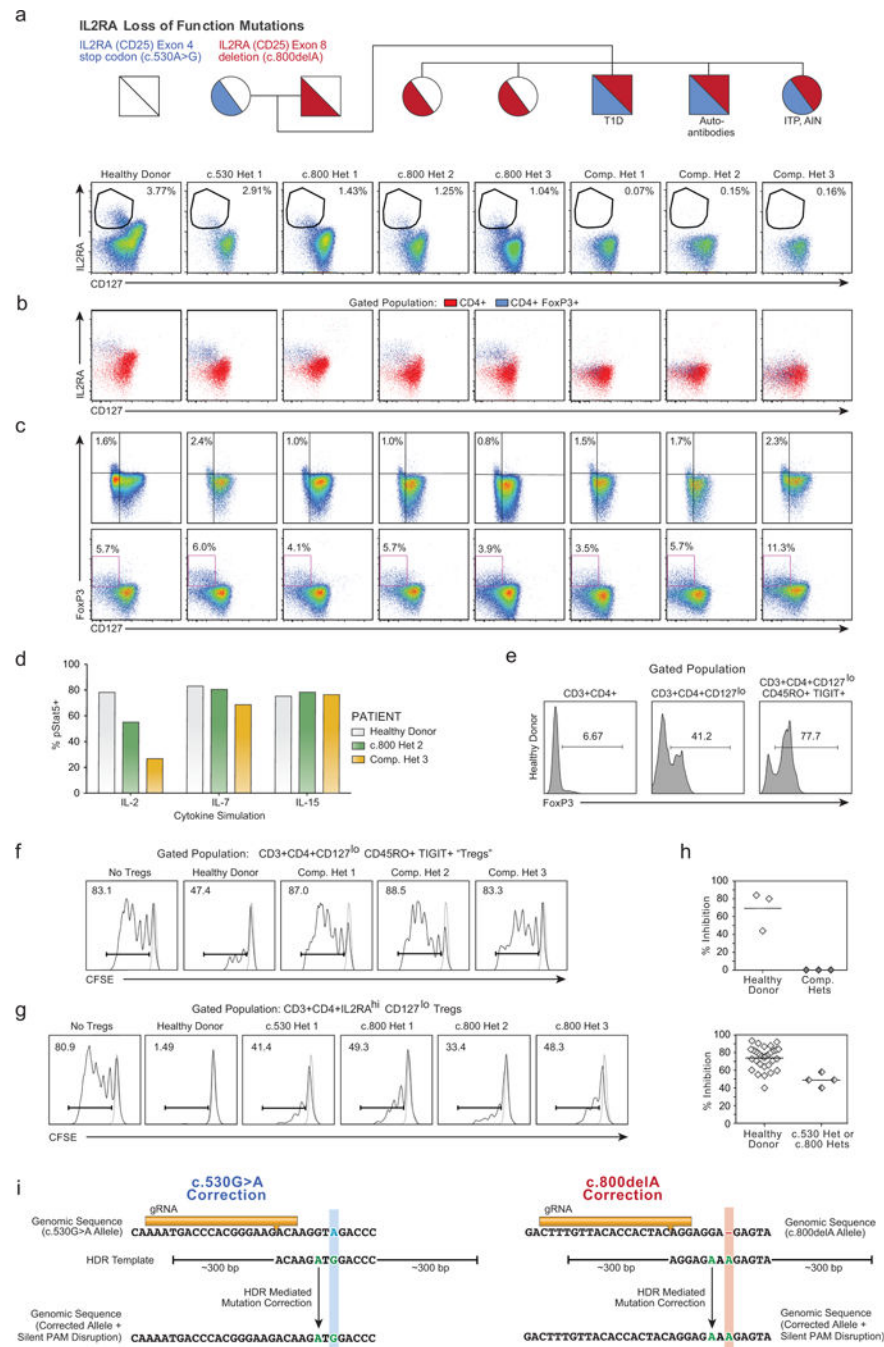 a
IL2RA Loss of Function Mutations
IL2RA (CD25) Exon 4 stop codon (c.530A>G)
IL2RA (CD25) Exon 8 deletion (c.800delA)
T1D
Auto-antibodies
ITP, AIN
Healthy Donor c.530 Het 1 c.800 Het 1 c.800 Het 2 c.800 Het 3 Comp. Het 1 Comp. Het 2 Comp. Het 3
3.77% 2.91% 1.43% 1.25% 1.04% 0.07% 0.15% 0.16%
IL2RA
CD127
b
Gated Population: CD4+ CD4+ FoxP3+
IL2RA
CD127
c
1.6% 2.4% 1.0% 1.0% 0.8% 1.5% 1.7% 2.3%
5.7% 6.0% 4.1% 5.7% 3.9% 3.5% 5.7% 11.3%
FoxP3
CD127
d
% pStat5+
100
80
60
40
20
0
IL-2 IL-7 IL-15
Cytokine Simulation
PATIENT
Healthy Donor
c.800 Het 2
Comp. Het 3
e
Gated Population
CD3+CD4+
CD3+CD4+CD127lo
CD3+CD4+CD127lo
CD45RO+ TIGIT+
Healthy Donor
6.67 41.2 77.7
FoxP3
f
Gated Population: CD3+CD4+CD127lo CD45RO+ TIGIT+ "Tregs"
No Tregs Healthy Donor Comp. Het 1 Comp. Het 2 Comp. Het 3
83.1 47.4 87.0 88.5 83.3
CFSE
g
Gated Population: CD3+CD4+IL2RAhi CD127lo Tregs
No Tregs Healthy Donor c.530 Het 1 c.800 Het 1 c.800 Het 2 c.800 Het 3
80.9 1.49 41.4 49.3 33.4 48.3
CFSE
h
% Inhibition
100
80
60
40
20
0
Healthy Donor
Comp. Hets
% Inhibition
100
80
60
40
20
0
Healthy Donor
c.530 Het or c.800 Hets
i
c.530G>A
Correction
gRNA
Genomic Sequence
(c.530G>A Allele)
CAAAATGACCCACGGGAAGACAAGGTAGACCC
HDR Template
ACAAGATGGACCC
~300 bp
~300 bp
HDR Mediated
Mutation Correction
Genomic Sequence
(Corrected Allele +
Silent PAM Disruption)
CAAAATGACCCACGGGAAGACAAGATGGACCC
c.800delA
Correction
gRNA
GACTTTGTTACACCACTACAGGAGGA-GAGTA
Genomic Sequence
(c.800delA Allele)
AGGAGAAAGAGTA
~300 bp
~300 bp
HDR Mediated
Mutation Correction
GACTTTGTTACACCACTACAGGAGAAAGAGTA
Genomic Sequence
(Corrected Allele +
Silent PAM Disruption)